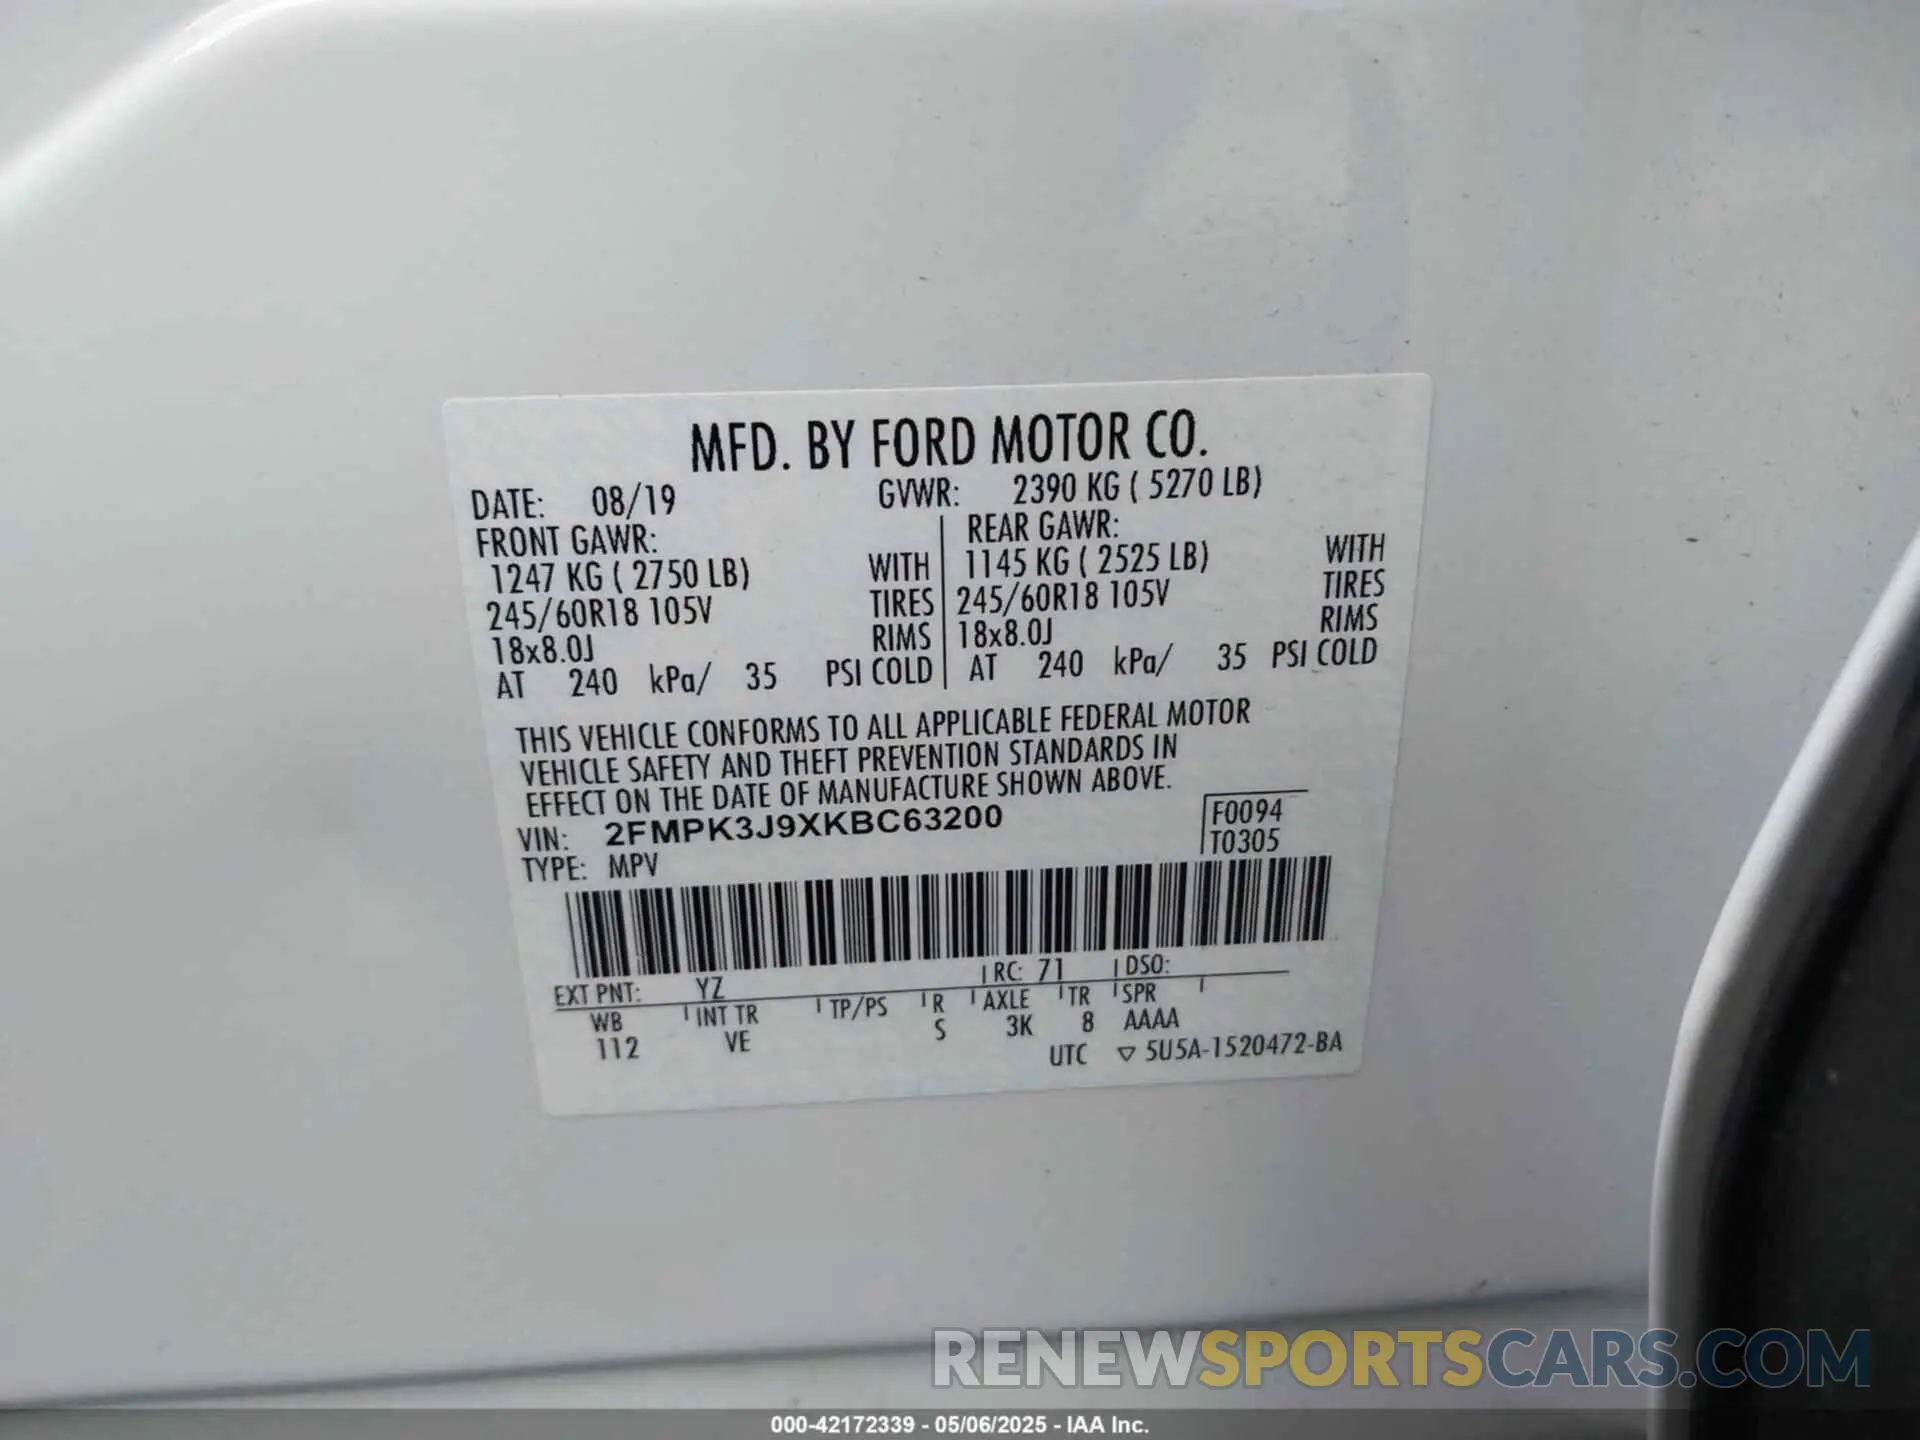 MFD. BY FORD MOTOR CO.
DATE: 08/19 GVWR: 2390 KG ( 5270 LB)
FRONT GAWR: REAR GAWR:
1247 KG ( 2750 LB) WITH 1145 KG ( 2525 LB) WITH
245/60R18 105V TIRES 245/60R18 105V TIRES
18x8.0J RIMS 18x8.0J RIMS
AT 240 kPa/ 35 PSI COLD AT 240 kPa/ 35 PSI COLD
THIS VEHICLE CONFORMS TO ALL APPLICABLE FEDERAL MOTOR
VEHICLE SAFETY AND THEFT PREVENTION STANDARDS IN
EFFECT ON THE DATE OF MANUFACTURE SHOWN ABOVE.
VIN: 2FMPK3J9XKBC63200 F0094
TYPE: MPV T0305
EXT PNT: YZ RC: 71 DSO:
WB INT TR TP/PS R AXLE TR SPR
112 VE S 3K 8 AAAA
UTC ▽ 5U5A-1520472-BA
RENEWSPORTSCARS.COM
000-42172339 - 05/06/2025 - IAA Inc.